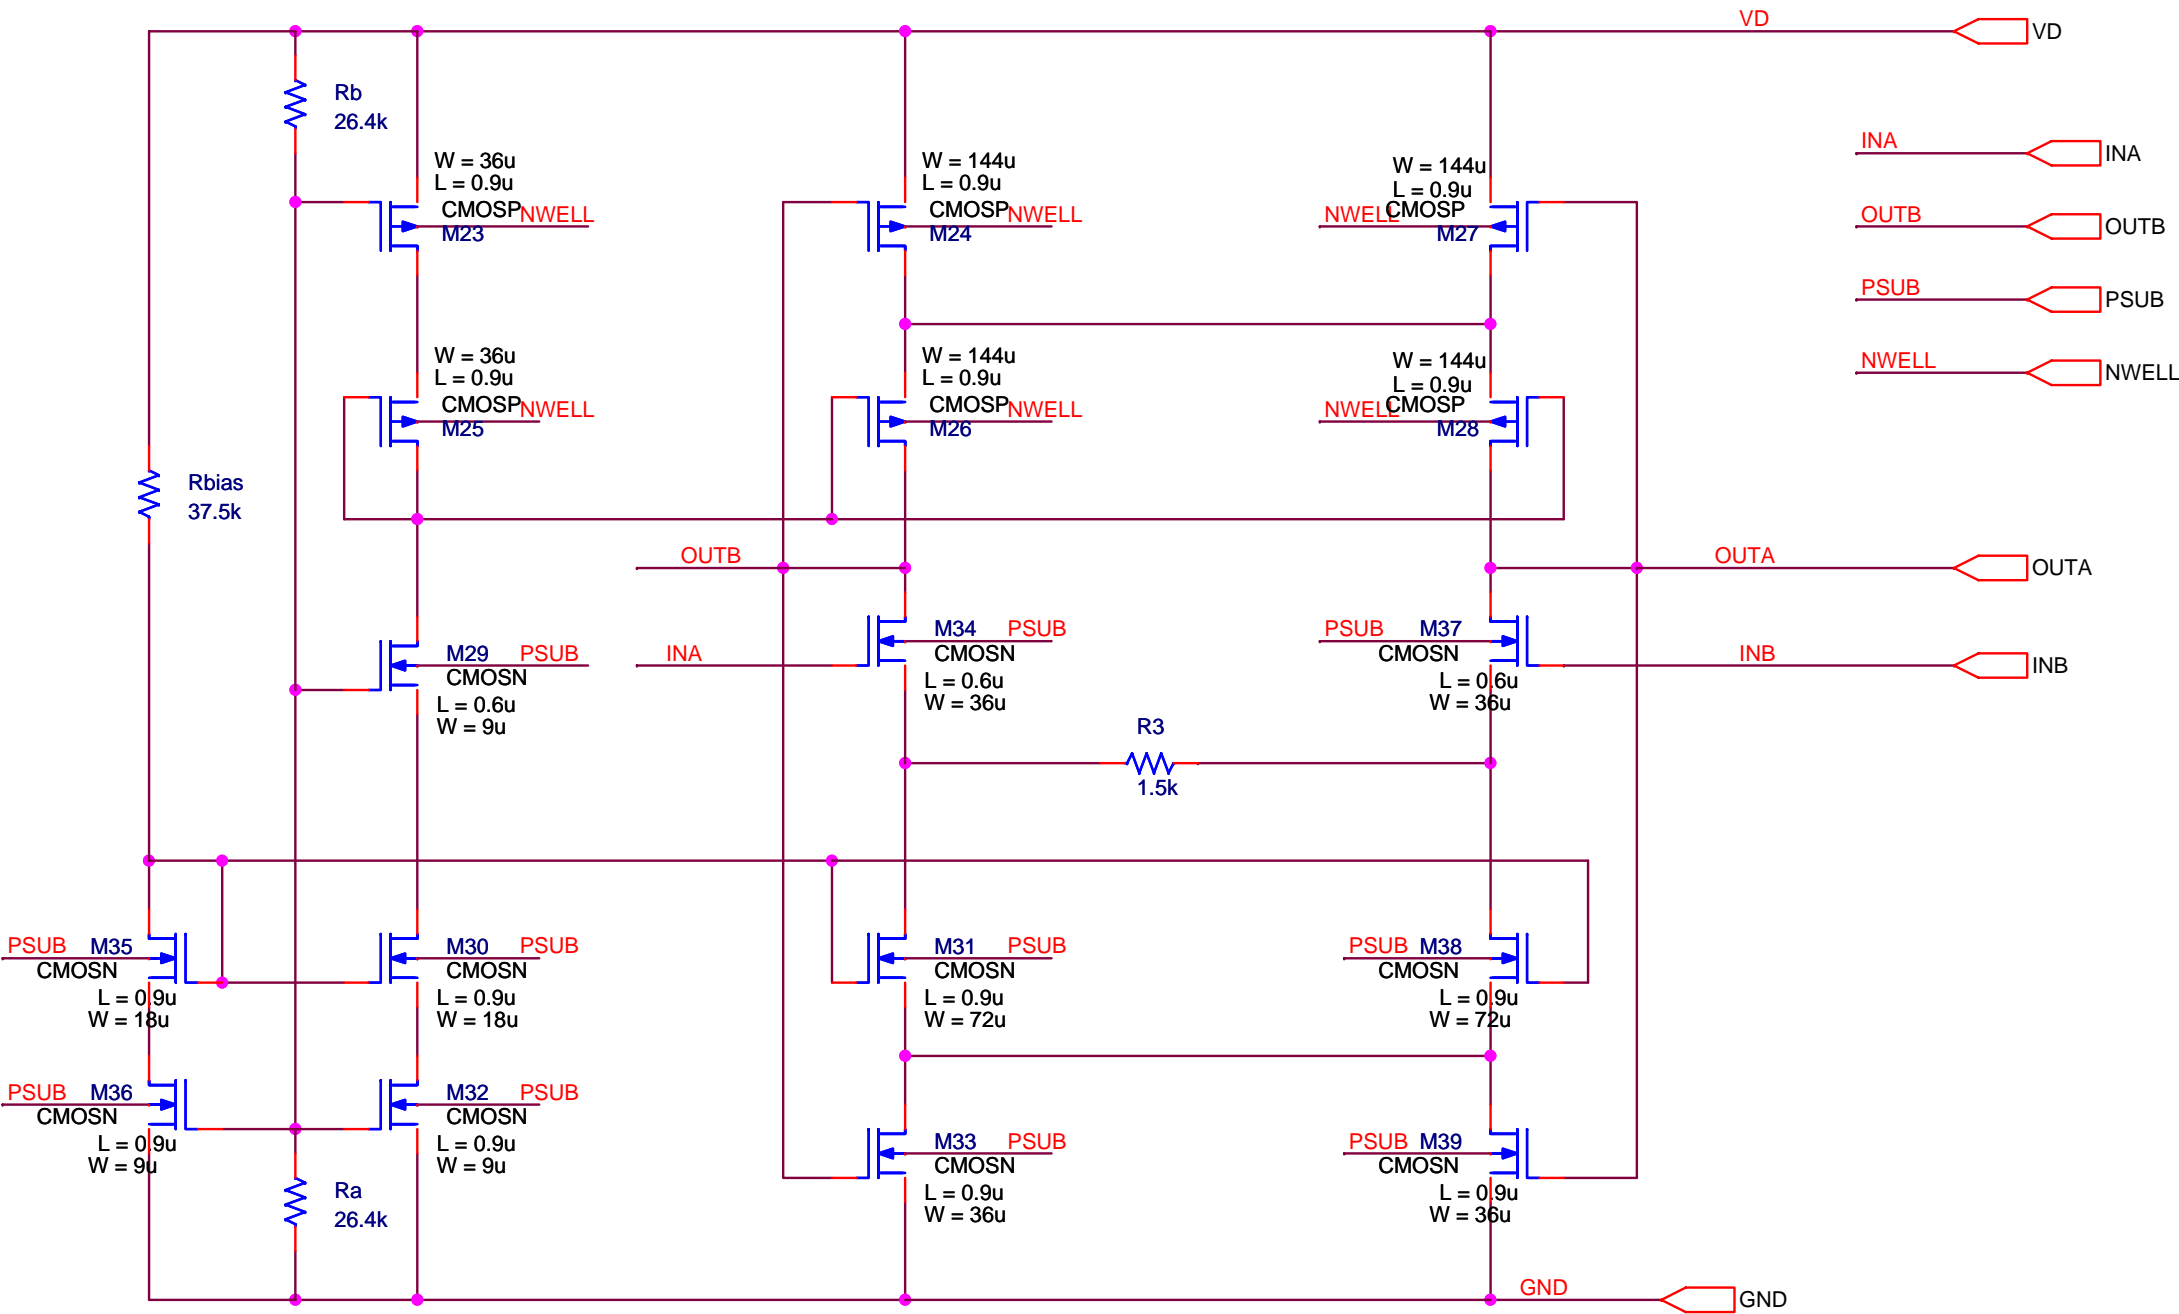 VD
VD
Rb
26.4k
INA
INA
W = 36u
L = 0.9u
CMOSP
NWELL
M23
W = 144u
L = 0.9u
CMOSP
NWELL
M24
W = 144u
L = 0.9u
CMOSP
NWELL
M27
OUTB
OUTB
PSUB
PSUB
NWELL
NWELL
W = 36u
L = 0.9u
CMOSP
NWELL
M25
W = 144u
L = 0.9u
CMOSP
NWELL
M26
W = 144u
L = 0.9u
CMOSP
NWELL
M28
Rbias
37.5k
OUTB
OUTA
OUTA
M29
PSUB
CMOSN
L = 0.6u
W = 9u
INA
M34
PSUB
CMOSN
L = 0.6u
W = 36u
PSUB
M37
CMOSN
L = 0.6u
W = 36u
INB
INB
R3
1.5k
PSUB
M35
CMOSN
L = 0.9u
W = 18u
M30
PSUB
CMOSN
L = 0.9u
W = 18u
M31
PSUB
CMOSN
L = 0.9u
W = 72u
PSUB
M38
CMOSN
L = 0.9u
W = 72u
PSUB
M36
CMOSN
L = 0.9u
W = 9u
M32
PSUB
CMOSN
L = 0.9u
W = 9u
M33
PSUB
CMOSN
L = 0.9u
W = 36u
PSUB
M39
CMOSN
L = 0.9u
W = 36u
Ra
26.4k
GND
GND